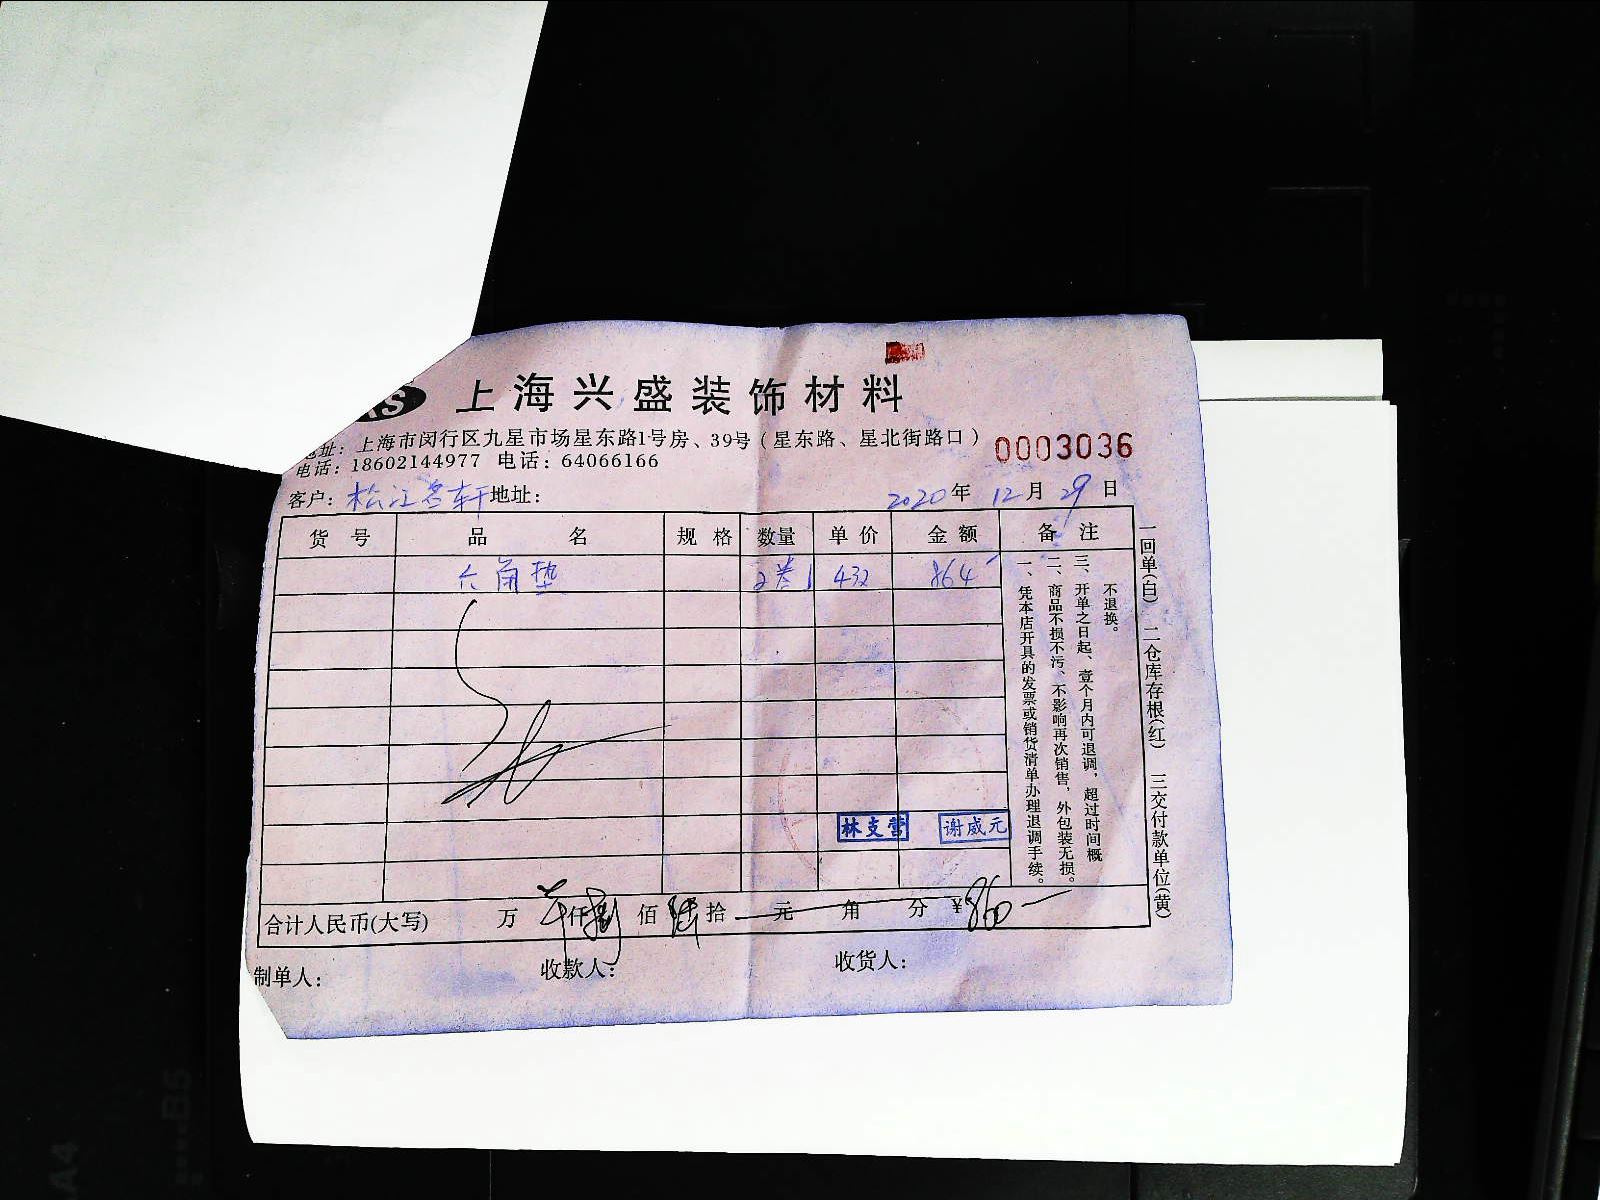 上海兴盛装饰材料
地址：上海市闵行区九星市场星东路1号房、39号（星东路、星北街路口）
0003036
电话：18602144977 电话：64066166
客户：松江名轩 地址：
2020年 12月 29日
货号 品名 规格 数量 单价 金额 备注
六角垫 2卷 432 864
一、凭本店开具的发票或销货清单办理退调手续。
二、商品不损不污、不影响再次销售，外包装无损。
三、开单之日起、壹个月内可退调，超过时间概
不退换。
一回单(白) 二仓库存根(红) 三交付款单位(黄)
林支营 谢威元
合计人民币(大写) 万 仟 捌 佰 陆 拾 元 角 分 ¥860
制单人： 收款人： 收货人：
A4
B5